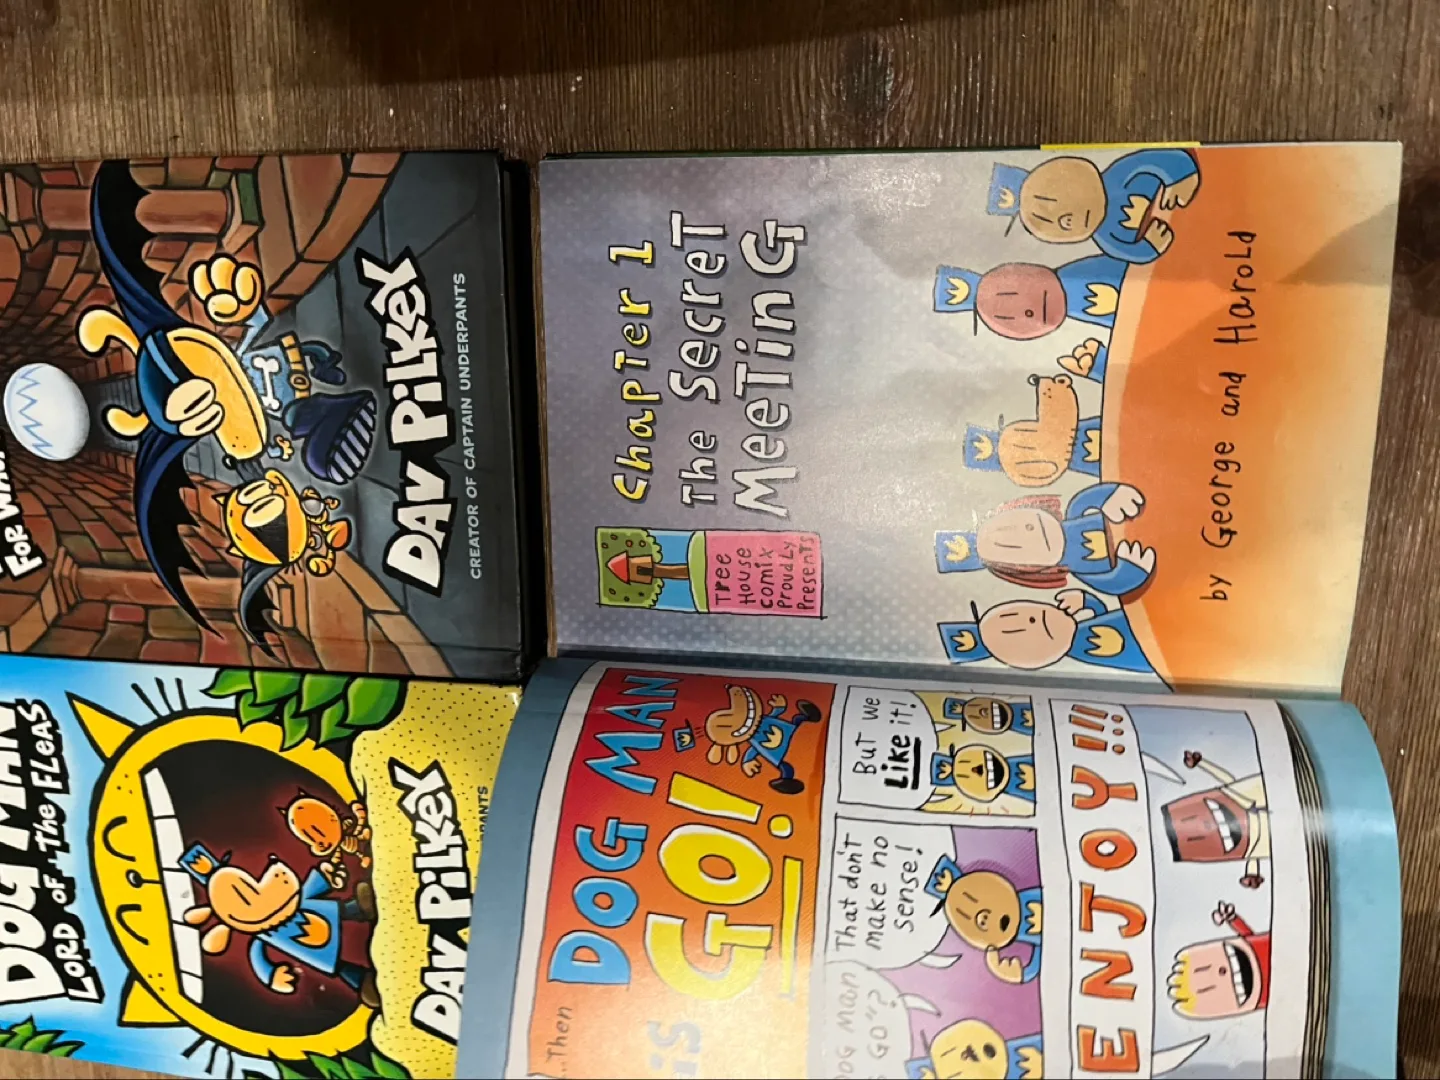 FOR
DAV PiLKEY
CREATOR OF CAPTAIN UNDERPANTS
DOG MAN
LORD OF THE FLEAS
DAV PiLKEY
PANTS
...Then
DOG MAN
is GO!
DOG MAN
GO"?
That don't
make no
sense!
But we
LiKe it!
ENJOY!!!
Tree
House
comix
ProudLy
Presents
Chapter 1
The Secret
MeeTinG
by George and Harold